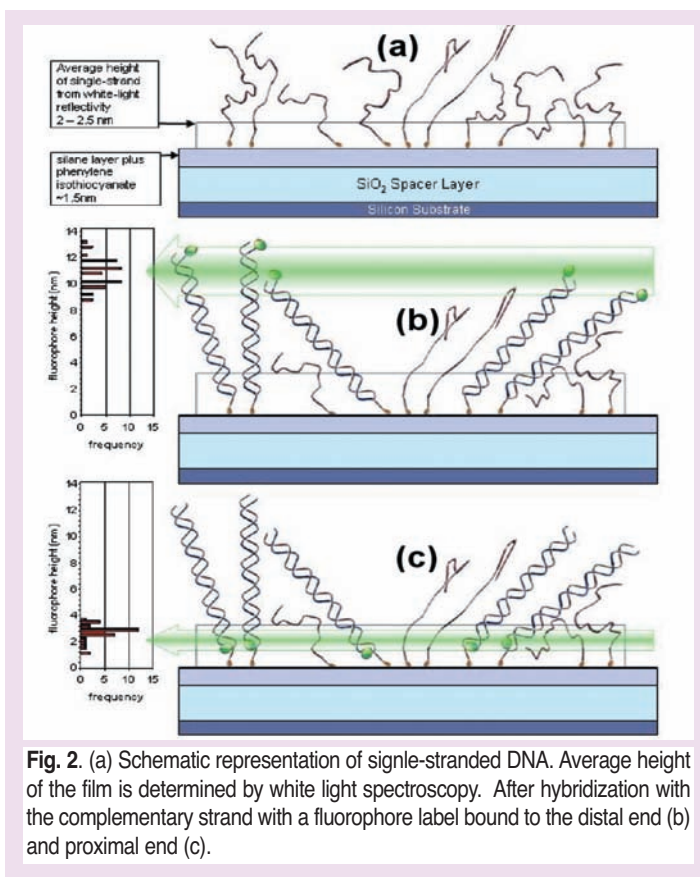 (a)
Average height
of single-strand
from white-light
reflectivity
2 – 2.5 nm
silane layer plus
phenylene
isothiocyanate
~1.5nm
SiO2 Spacer Layer
Silicon Substrate
14
12
10
8
6
4
2
0
fluorophore height [nm]
0 5 10 15
frequency
(b)
14
12
10
8
6
4
2
0
fluorophore height [nm]
0 5 10 15
frequency
(c)
Fig. 2. (a) Schematic representation of signle-stranded DNA. Average height
of the film is determined by white light spectroscopy. After hybridization with
the complementary strand with a fluorophore label bound to the distal end (b)
and proximal end (c).